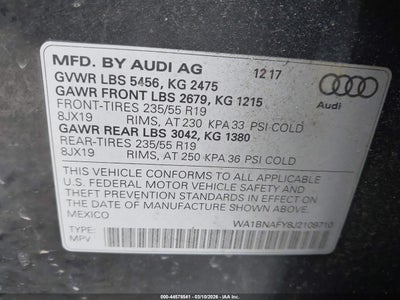 MFD. BY AUDI AG
12 17
GVWR LBS 5456, KG 2475
GAWR FRONT LBS 2679, KG 1215
FRONT-TIRES 235/55 R19
8JX19 RIMS, AT 230 KPA 33 PSI COLD
GAWR REAR LBS 3042, KG 1380
REAR-TIRES 235/55 R19
8JX19 RIMS, AT 250 KPA 36 PSI COLD
Audi
THIS VEHICLE CONFORMS TO ALL APPLICABLE
U.S. FEDERAL MOTOR VEHICLE SAFETY AND
THEFT PREVENTION STANDARDS IN EFFECT ON
THE DATE OF MANUFACTURE SHOWN ABOVE.
MEXICO
WA1BNAFY8J2109710
TYPE:
MPV
000-44578541 - 03/10/2026 - IAAI.COM